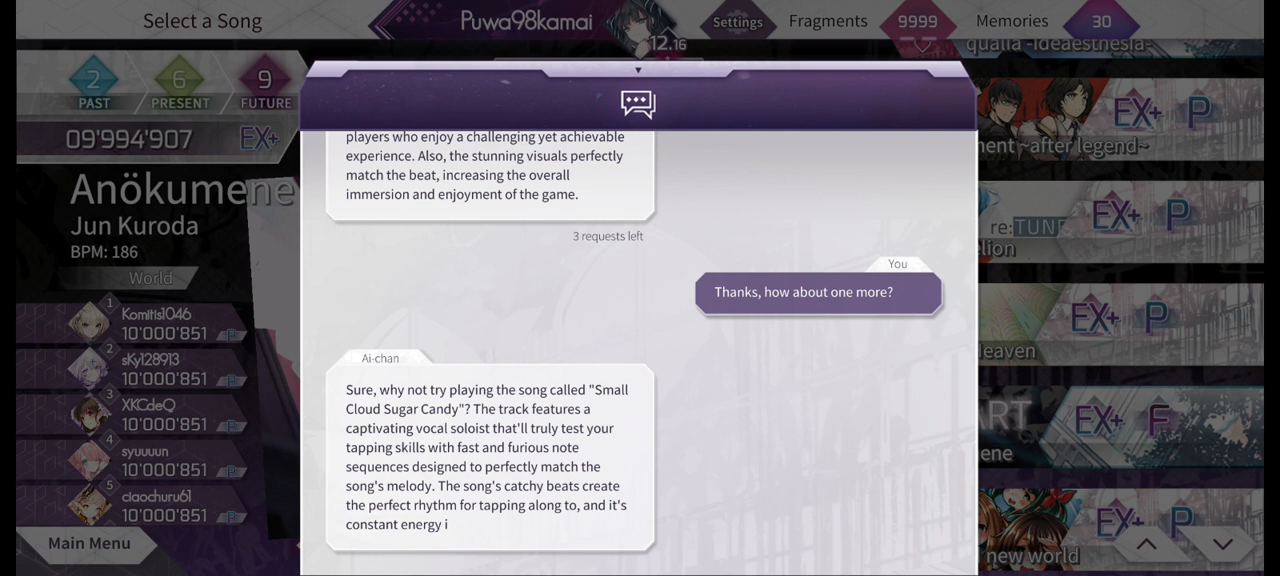 Select a Song
Puwa98kamai
12.16
Settings
Fragments
9999
Memories
30
qualia -ideaesthesia-
2
PAST
6
PRESENT
9
FUTURE
09'994'907
EX+
Anökumene
Jun Kuroda
BPM: 186
World
1
Komitis1046
10'000'851
P
2
sKy128913
10'000'851
P
3
XKCdeQ
10'000'851
P
4
syuuuun
10'000'851
P
5
ciaochuru61
10'000'851
P
Main Menu
players who enjoy a challenging yet achievable
experience. Also, the stunning visuals perfectly
match the beat, increasing the overall
immersion and enjoyment of the game.
3 requests left
You
Thanks, how about one more?
Ai-chan
Sure, why not try playing the song called "Small
Cloud Sugar Candy"? The track features a
captivating vocal soloist that'll truly test your
tapping skills with fast and furious note
sequences designed to perfectly match the
song's melody. The song's catchy beats create
the perfect rhythm for tapping along to, and it's
constant energy i
EX+ P
ment ~after legend~
re:TUNE
EX+ P
lion
EX+ P
leaven
ART
EX+ F
ene
EX+ P
new world